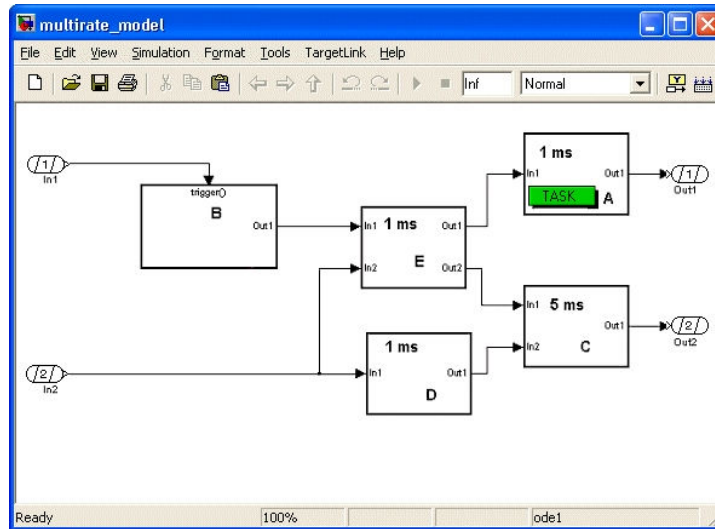 multirate_model
File Edit View Simulation Format Tools TargetLink Help
Inf Normal
1 ms
In1 Out1
TASK A
/1/
In1
/1/
Out1
trigger()
B
Out1
1 ms
In1 Out1
E
In2 Out2
5 ms
In1
Out1
In2 C
/2/
Out2
1 ms
In1 Out1
D
/2/
In2
Ready 100% ode1